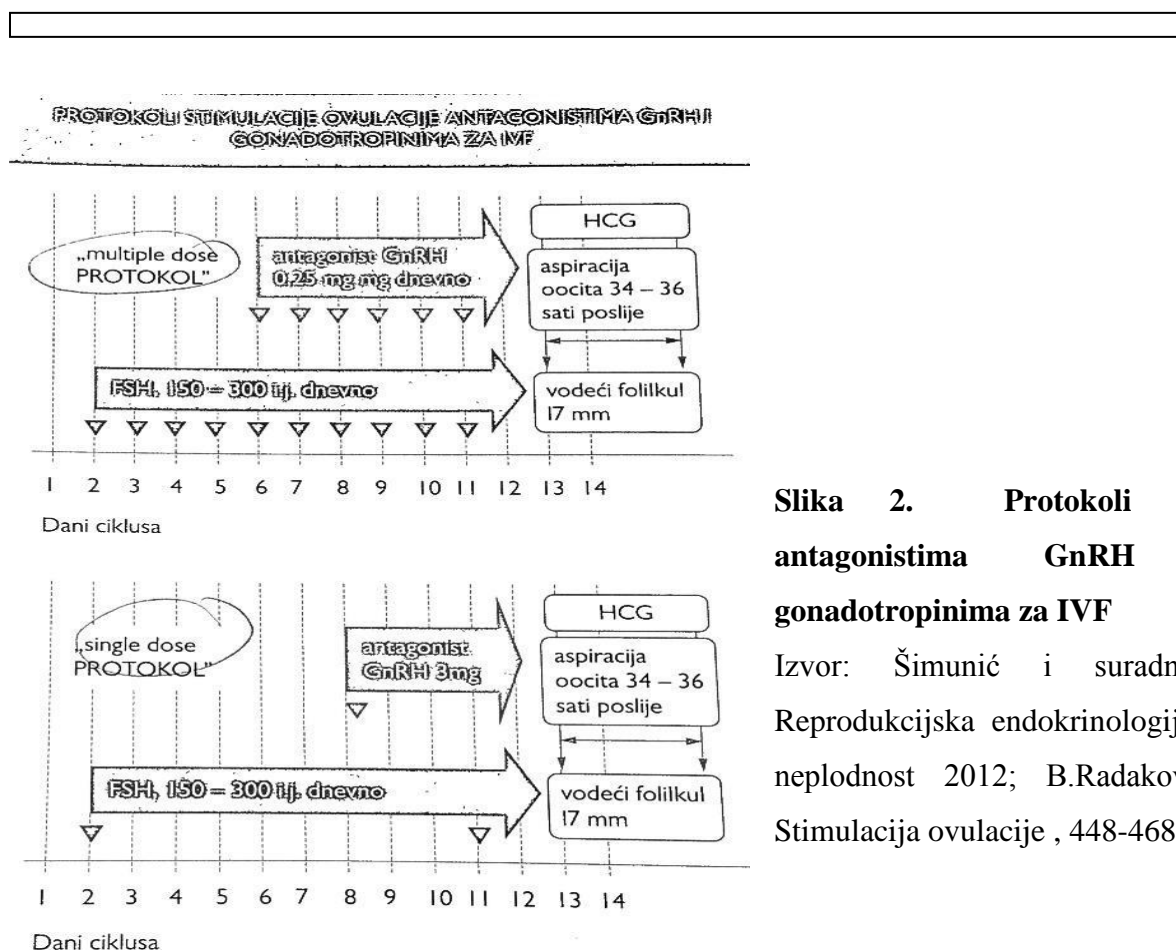 PROTOKOLI STIMULACIJE OVULACIJE ANTAGONISTIMA GnRH I
GONADOTROPINIMA ZA IVF
„multiple dose
PROTOKOL”
antagonist GnRH
0,25 mg mg dnevno
HCG
aspiracija
oocita 34 – 36
sati poslije
FSH, 150 – 300 i.j. dnevno
vodeći folilkul
17 mm
1 2 3 4 5 6 7 8 9 10 11 12 13 14
Dani ciklusa
„single dose
PROTOKOL”
antagonist
GnRH 3mg
HCG
aspiracija
oocita 34 – 36
sati poslije
FSH, 150 – 300 i.j. dnevno
vodeći folilkul
17 mm
1 2 3 4 5 6 7 8 9 10 11 12 13 14
Dani ciklusa
Slika 2. Protokoli
antagonistima GnRH
gonadotropinima za IVF
Izvor: Šimunić i
Reprodukcijska
neplodnost 2012;
Stimulacija ovulacije , 448-468